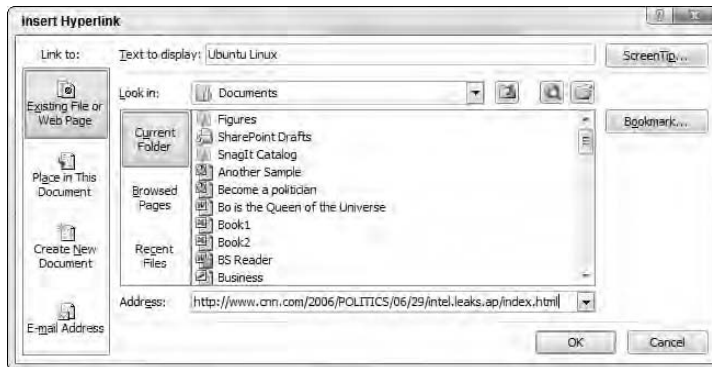 Insert Hyperlink
Link to:
Text to display: Ubuntu Linux
ScreenTip...
Existing File or
Web Page
Look in: Documents
Bookmark...
Current
Folder
Figures
SharePoint Drafts
SnagIt Catalog
Another Sample
Become a politician
Bo is the Queen of the Universe
Book1
Book2
BS Reader
Business
Place in This
Document
Browsed
Pages
Create New
Document
Recent
Files
Address: http://www.cnn.com/2006/POLITICS/06/29/intel.leaks.ap/index.html
E-mail Address
OK
Cancel